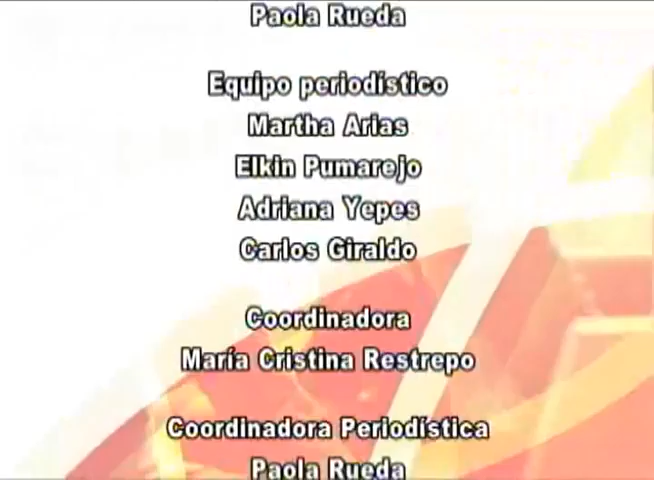 Paola Rueda
Equipo periodístico
Martha Arias
Elkin Pumarejo
Adriana Yepes
Carlos Giraldo
Coordinadora
María Cristina Restrepo
Coordinadora Periodística
Paola Rueda